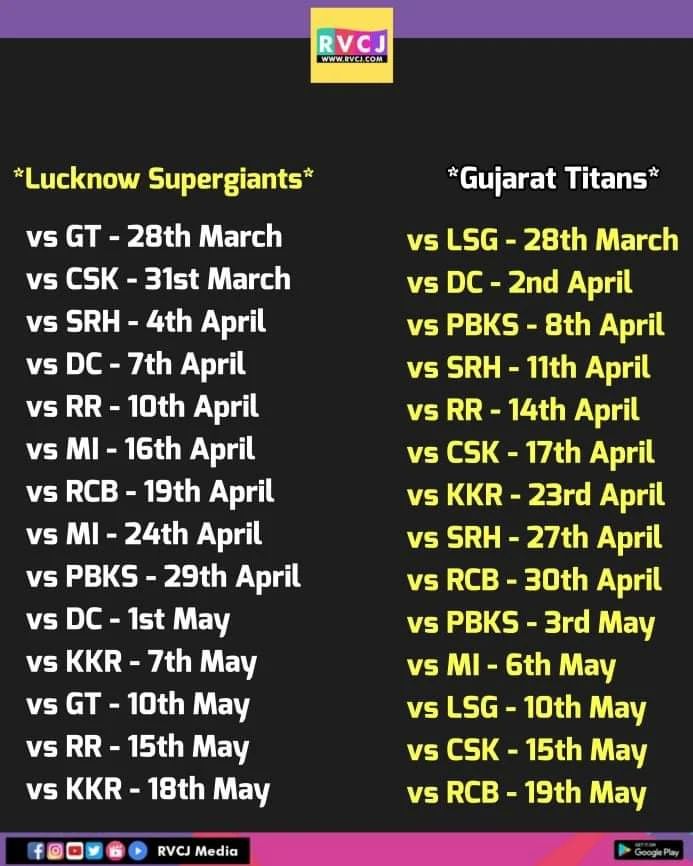 RVCJ
WWW.RVCJ.COM
*Lucknow Supergiants*
vs GT - 28th March
vs CSK - 31st March
vs SRH - 4th April
vs DC - 7th April
vs RR - 10th April
vs MI - 16th April
vs RCB - 19th April
vs MI - 24th April
vs PBKS - 29th April
vs DC - 1st May
vs KKR - 7th May
vs GT - 10th May
vs RR - 15th May
vs KKR - 18th May
*Gujarat Titans*
vs LSG - 28th March
vs DC - 2nd April
vs PBKS - 8th April
vs SRH - 11th April
vs RR - 14th April
vs CSK - 17th April
vs KKR - 23rd April
vs SRH - 27th April
vs RCB - 30th April
vs PBKS - 3rd May
vs MI - 6th May
vs LSG - 10th May
vs CSK - 15th May
vs RCB - 19th May
RVCJ Media
GET IT ON
Google Play